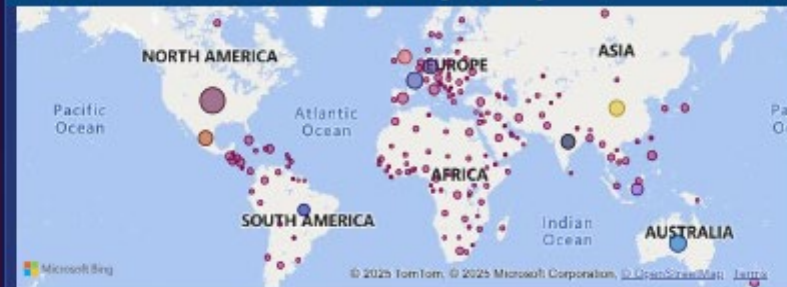 NORTH AMERICA
EUROPE
ASIA
Pacific
Ocean
Atlantic
Ocean
AFRICA
SOUTH AMERICA
Indian
Ocean
AUSTRALIA
Microsoft Bing
© 2025 TomTom, © 2025 Microsoft Corporation, © OpenStreetMap Terms